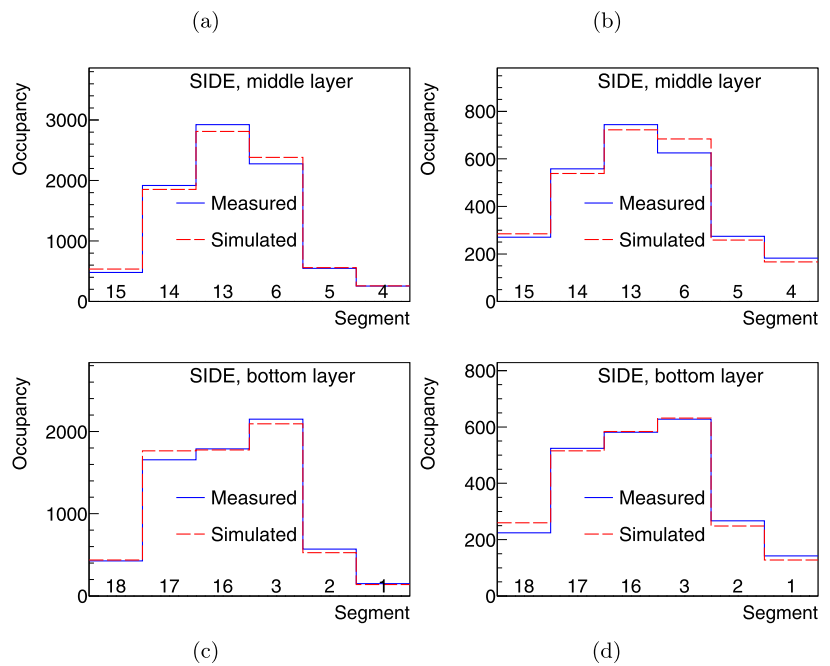 (a) (b)
SIDE, middle layer
Occupancy
3000
2000
1000
0
Measured
Simulated
15 14 13 6 5 4
Segment
SIDE, middle layer
Occupancy
800
600
400
200
0
Measured
Simulated
15 14 13 6 5 4
Segment
SIDE, bottom layer
Occupancy
2000
1000
0
Measured
Simulated
18 17 16 3 2 1
Segment
SIDE, bottom layer
Occupancy
800
600
400
200
0
Measured
Simulated
18 17 16 3 2 1
Segment
(c) (d)